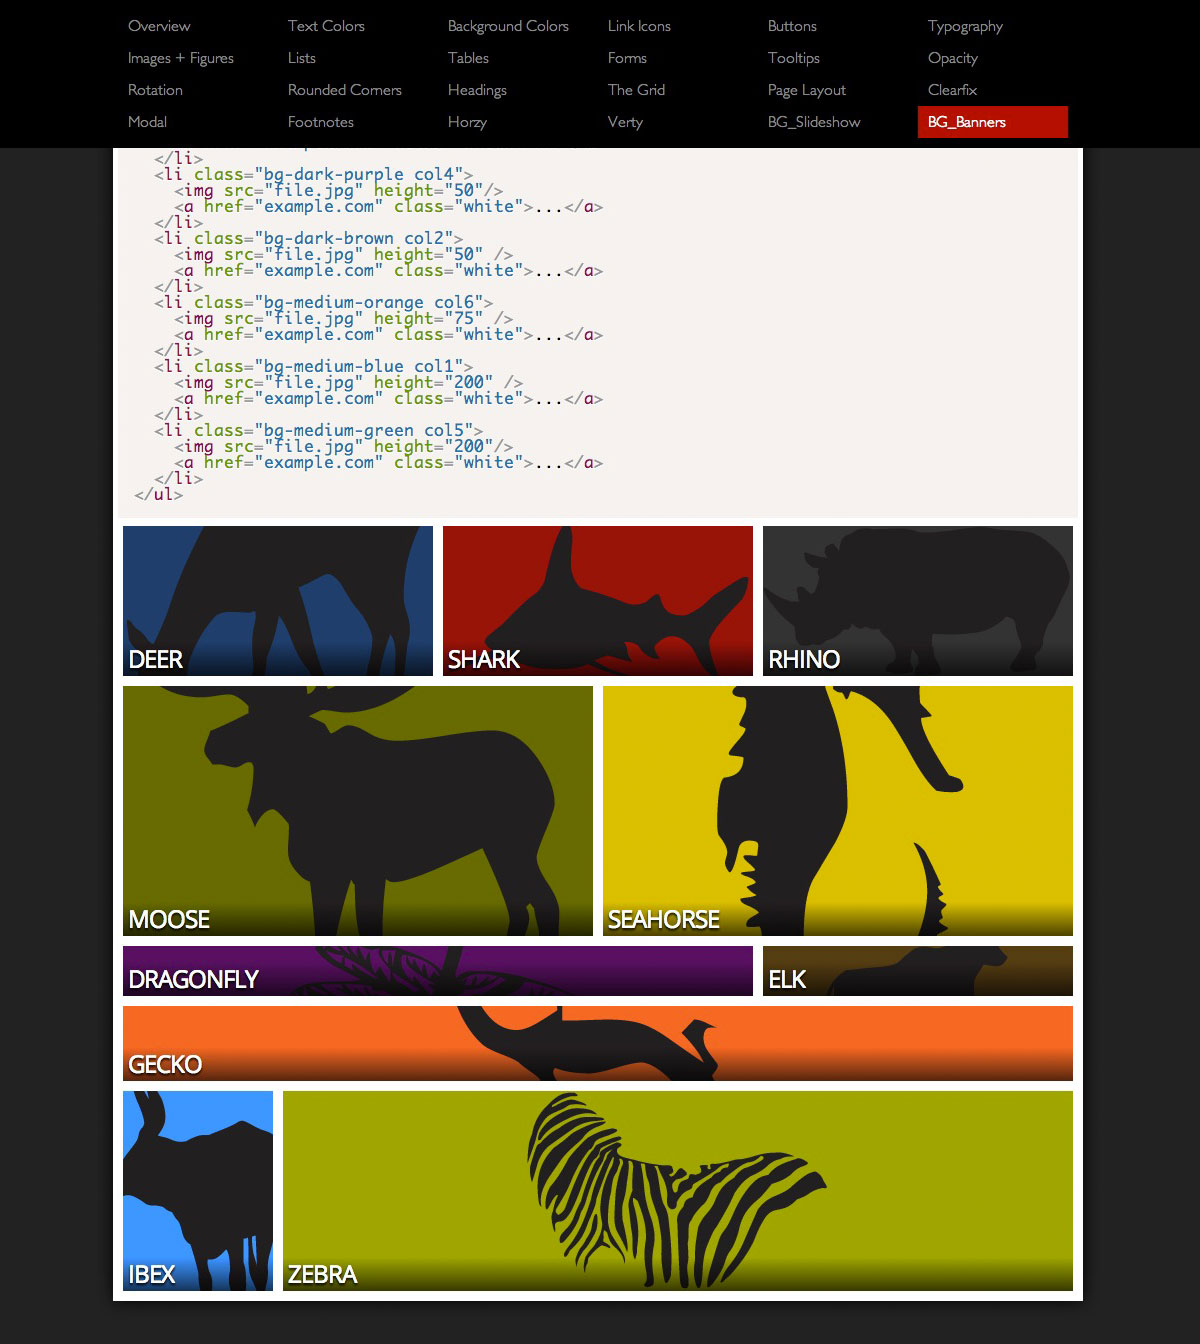 Overview Text Colors Background Colors Link Icons Buttons Typography
Images + Figures Lists Tables Forms Tooltips Opacity
Rotation Rounded Corners Headings The Grid Page Layout Clearfix
Modal Footnotes Horzy Verty BG_Slideshow BG_Banners
</li>
<li class="bg-dark-purple col4">
<img src="file.jpg" height="50"/>
<a href="example.com" class="white">...</a>
</li>
<li class="bg-dark-brown col2">
<img src="file.jpg" height="50" />
<a href="example.com" class="white">...</a>
</li>
<li class="bg-medium-orange col6">
<img src="file.jpg" height="75" />
<a href="example.com" class="white">...</a>
</li>
<li class="bg-medium-blue col1">
<img src="file.jpg" height="200" />
<a href="example.com" class="white">...</a>
</li>
<li class="bg-medium-green col5">
<img src="file.jpg" height="200"/>
<a href="example.com" class="white">...</a>
</li>
</ul>
DEER SHARK RHINO
MOOSE SEAHORSE
DRAGONFLY ELK
GECKO
IBEX ZEBRA